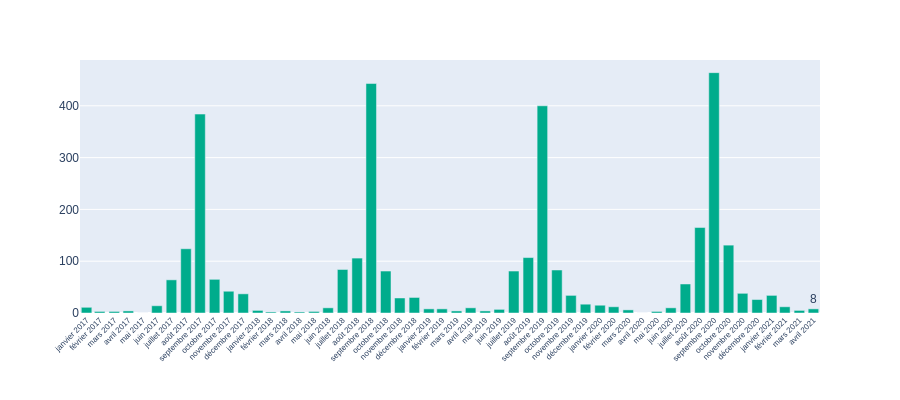 400
300
200
100
0
8
janvier 2017
février 2017
mars 2017
avril 2017
mai 2017
juin 2017
juillet 2017
août 2017
septembre 2017
octobre 2017
novembre 2017
décembre 2017
janvier 2018
février 2018
mars 2018
avril 2018
mai 2018
juin 2018
juillet 2018
août 2018
septembre 2018
octobre 2018
novembre 2018
décembre 2018
janvier 2019
février 2019
mars 2019
avril 2019
mai 2019
juin 2019
juillet 2019
août 2019
septembre 2019
octobre 2019
novembre 2019
décembre 2019
janvier 2020
février 2020
mars 2020
avril 2020
mai 2020
juin 2020
juillet 2020
août 2020
septembre 2020
octobre 2020
novembre 2020
décembre 2020
janvier 2021
février 2021
mars 2021
avril 2021